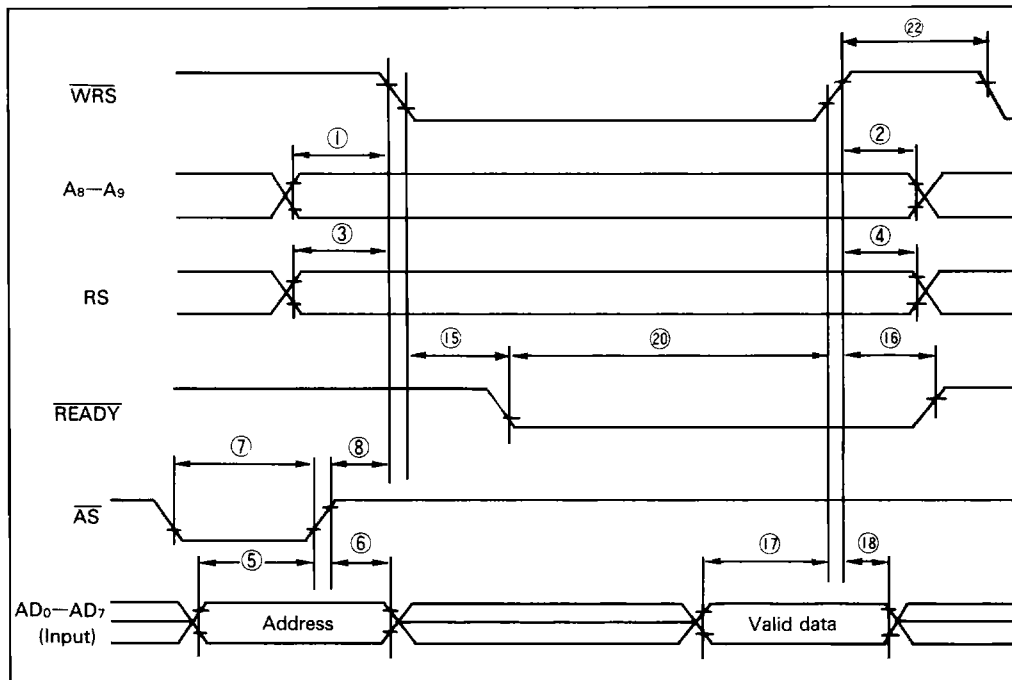 ㉒
WRS
① ②
A8—A9
③ ④
RS
⑮ ⑳ ⑯
READY
⑦ ⑧
AS
⑤ ⑥ ⑰ ⑱
AD0—AD7 Address Valid data
(Input)